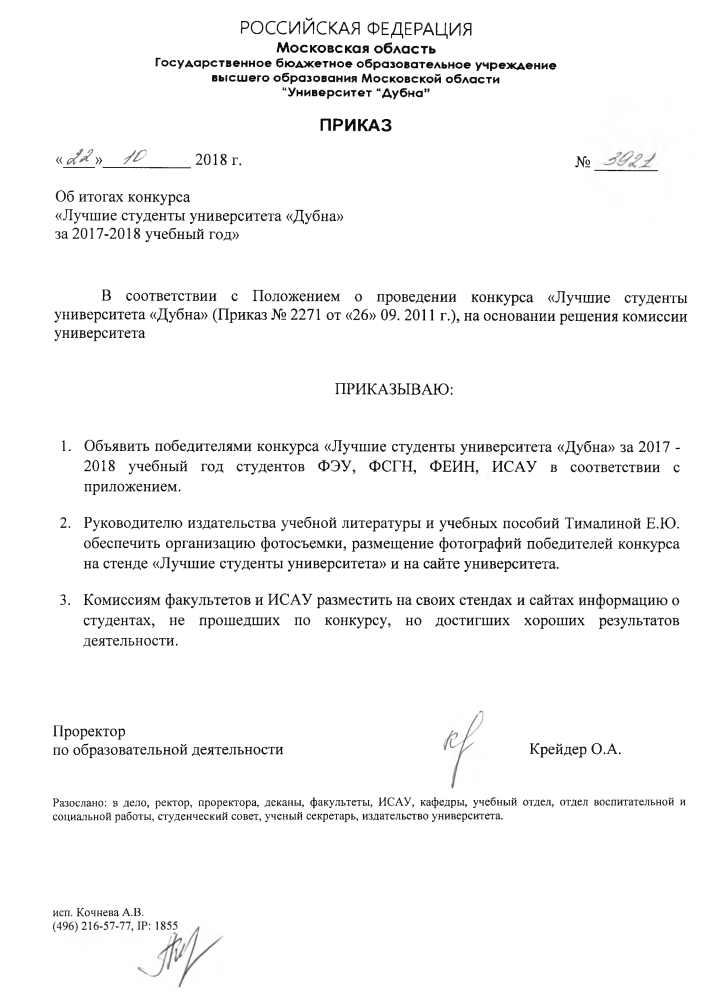 РОССИЙСКАЯ ФЕДЕРАЦИЯ
Московская область
Государственное бюджетное образовательное учреждение
высшего образования Московской области
“Университет “Дубна”
ПРИКАЗ
«22» 10 2018 г. № 3921
Об итогах конкурса
«Лучшие студенты университета «Дубна»
за 2017-2018 учебный год»
В соответствии с Положением о проведении конкурса «Лучшие студенты
университета «Дубна» (Приказ № 2271 от «26» 09. 2011 г.), на основании решения комиссии
университета
ПРИКАЗЫВАЮ:
1. Объявить победителями конкурса «Лучшие студенты университета «Дубна» за 2017 -
2018 учебный год студентов ФЭУ, ФСГН, ФЕИН, ИСАУ в соответствии с
приложением.
2. Руководителю издательства учебной литературы и учебных пособий Тималиной Е.Ю.
обеспечить организацию фотосъемки, размещение фотографий победителей конкурса
на стенде «Лучшие студенты университета» и на сайте университета.
3. Комиссиям факультетов и ИСАУ разместить на своих стендах и сайтах информацию о
студентах, не прошедших по конкурсу, но достигших хороших результатов
деятельности.
Проректор
по образовательной деятельности Крейдер О.А.
Разослано: в дело, ректор, проректора, деканы, факультеты, ИСАУ, кафедры, учебный отдел, отдел воспитательной и
социальной работы, студенческий совет, ученый секретарь, издательство университета.
исп. Кочнева А.В.
(496) 216-57-77, IP: 1855